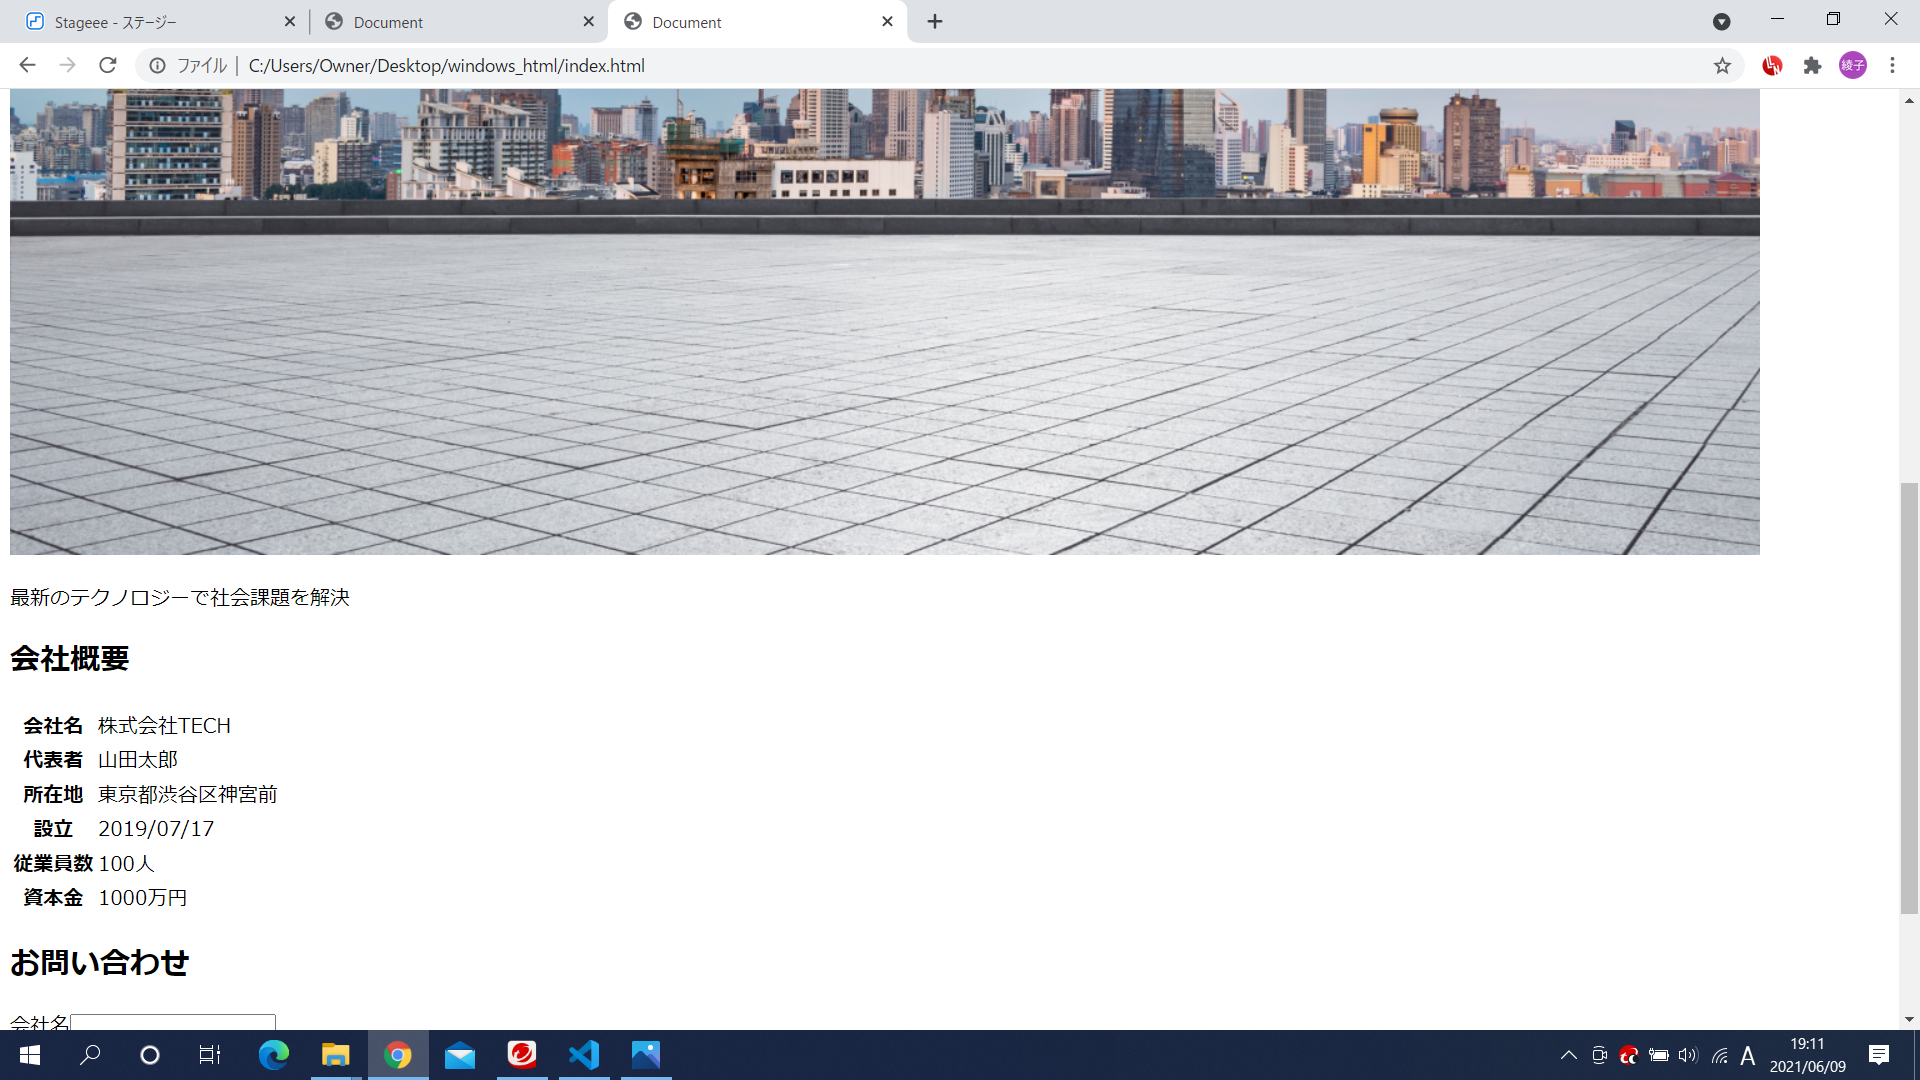 Stageee - ステージー
Document
Document
ファイル | C:/Users/Owner/Desktop/windows_html/index.html
綾子
最新のテクノロジーで社会課題を解決
会社概要
会社名 株式会社TECH
代表者 山田太郎
所在地 東京都渋谷区神宮前
設立 2019/07/17
従業員数 100人
資本金 1000万円
お問い合わせ
会社名
A
19:11
2021/06/09